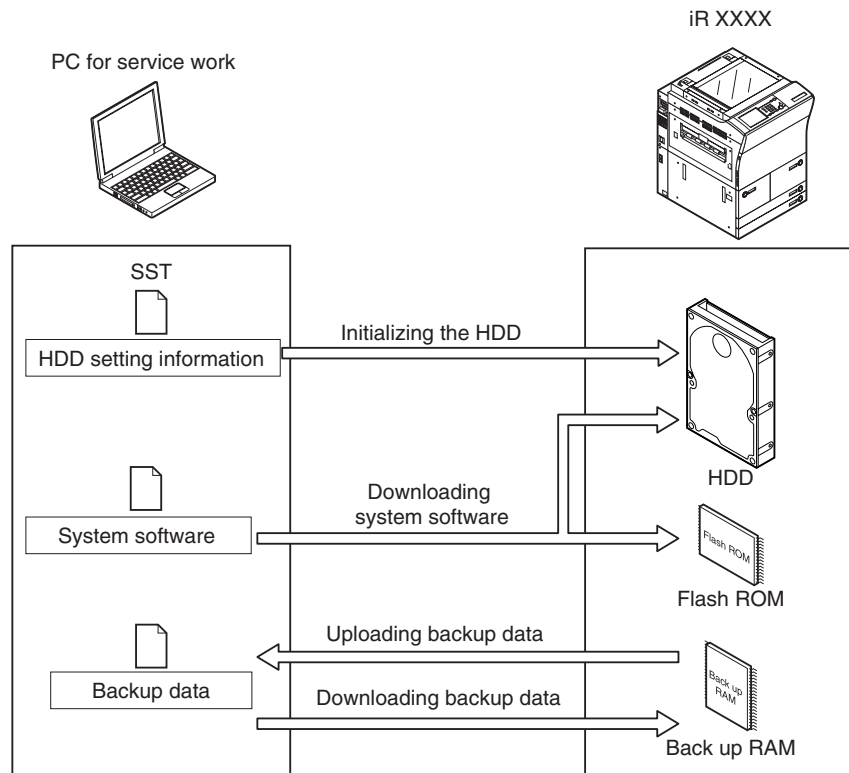 iR XXXX
PC for service work
SST
HDD setting information
Initializing the HDD
HDD
System software
Downloading
system software
Flash ROM
Flash ROM
Backup data
Uploading backup data
Downloading backup data
Back up
RAM
Back up RAM